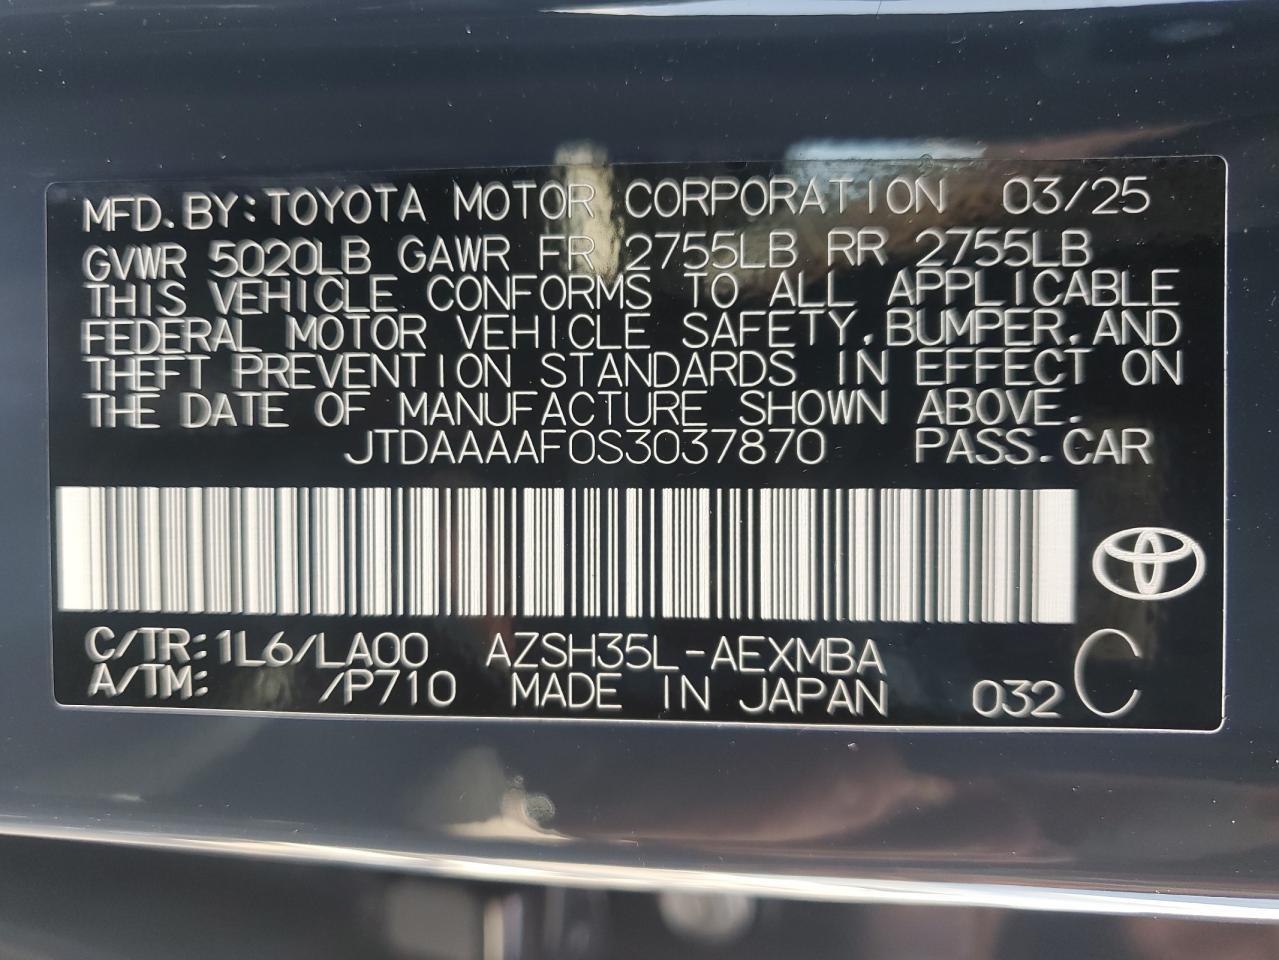 MFD.BY:TOYOTA MOTOR CORPORATION 03/25
GVWR 5020LB GAWR FR 2755LB RR 2755LB
THIS VEHICLE CONFORMS TO ALL APPLICABLE
FEDERAL MOTOR VEHICLE SAFETY,BUMPER,AND
THEFT PREVENTION STANDARDS IN EFFECT ON
THE DATE OF MANUFACTURE SHOWN ABOVE.
JTDAAAAF0S3037870 PASS.CAR
C/TR:1L6/LA00 AZSH35L-AEXMBA C
A/TM: /P710 MADE IN JAPAN 032